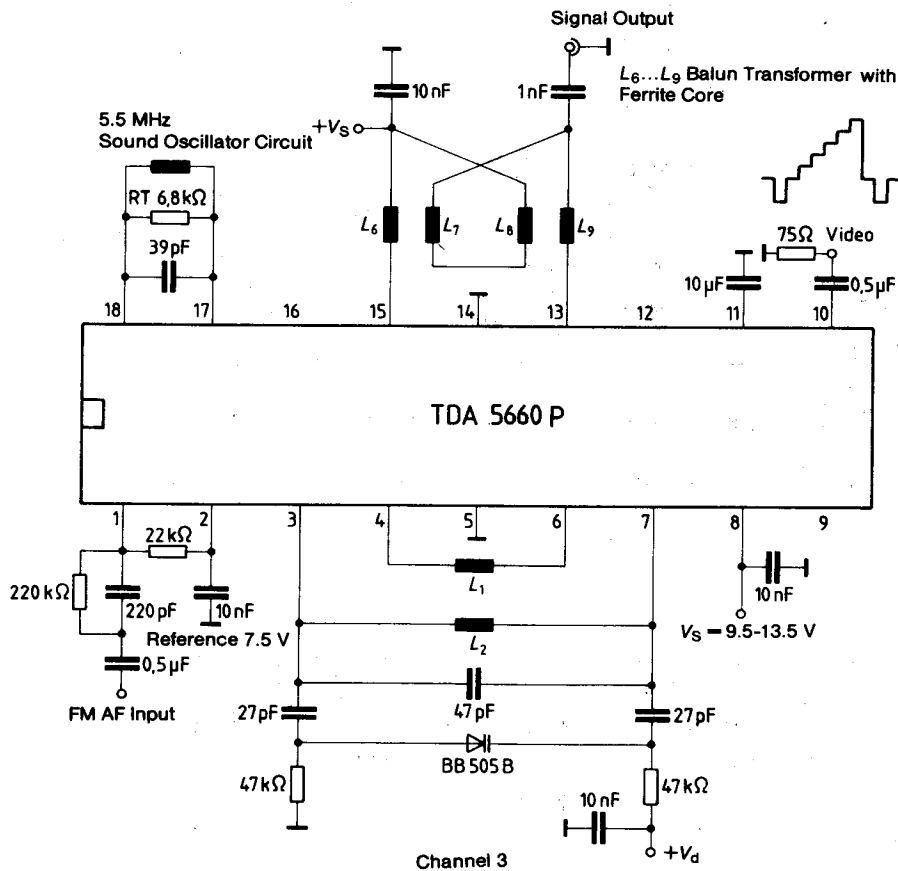 Signal Output
L6...L9 Balun Transformer with
Ferrite Core
10 nF
1 nF
5.5 MHz
Sound Oscillator Circuit
+VS
RT 6,8 kΩ
L6
L7
L8
L9
39 pF
75Ω Video
10 µF
0,5 µF
18 17 16 15 14 13 12 11 10
TDA 5660 P
1 2 3 4 5 6 7 8 9
22 kΩ
220 kΩ
220 pF
10 nF
L1
10 nF
Reference 7.5 V
VS = 9.5-13.5 V
L2
0,5 µF
FM AF Input
27 pF
47 pF
27 pF
BB 505 B
47 kΩ
47 kΩ
10 nF
+Vd
Channel 3